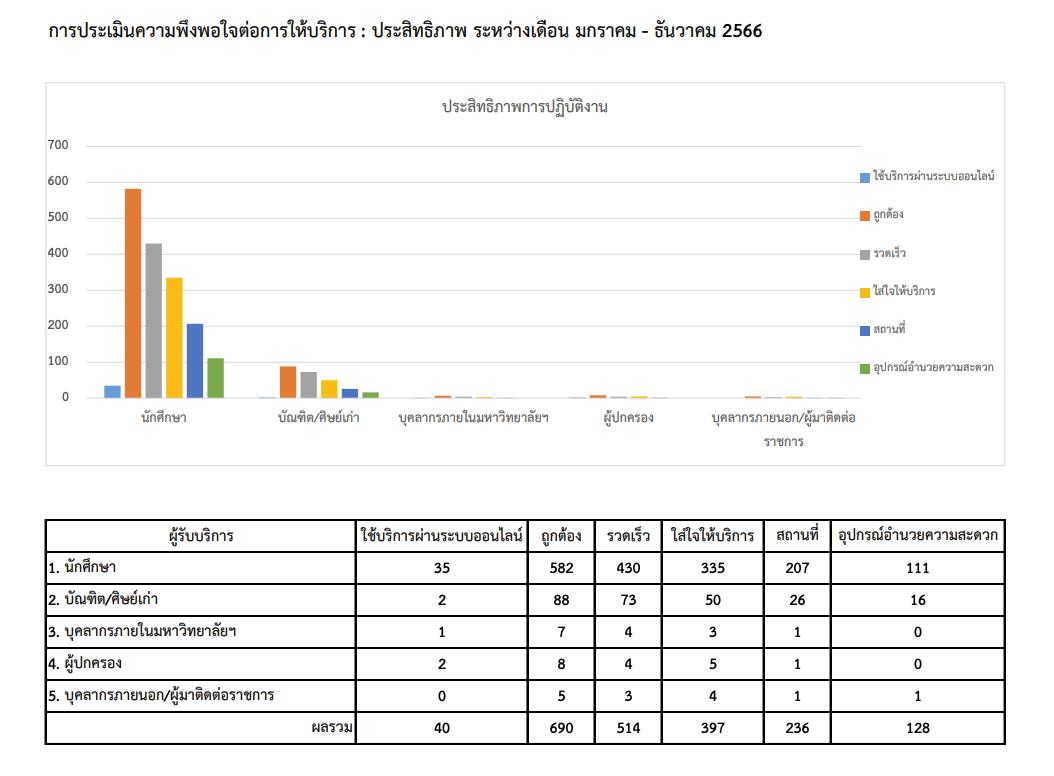 การประเมินความพึงพอใจต่อการให้บริการ : ประสิทธิภาพ ระหว่างเดือน มกราคม - ธันวาคม 2566
ประสิทธิภาพการปฏิบัติงาน
700
600
500
400
300
200
100
0
นักศึกษา บัณฑิต/ศิษย์เก่า บุคลากรภายในมหาวิทยาลัยฯ ผู้ปกครอง บุคลากรภายนอก/ผู้มาติดต่อ
ราชการ
ใช้บริการผ่านระบบออนไลน์
ถูกต้อง
รวดเร็ว
ใส่ใจให้บริการ
สถานที่
อุปกรณ์อำนวยความสะดวก
ผู้รับบริการ ใช้บริการผ่านระบบออนไลน์ ถูกต้อง รวดเร็ว ใส่ใจให้บริการ สถานที่ อุปกรณ์อำนวยความสะดวก
1. นักศึกษา 35 582 430 335 207 111
2. บัณฑิต/ศิษย์เก่า 2 88 73 50 26 16
3. บุคลากรภายในมหาวิทยาลัยฯ 1 7 4 3 1 0
4. ผู้ปกครอง 2 8 4 5 1 0
5. บุคลากรภายนอก/ผู้มาติดต่อราชการ 0 5 3 4 1 1
ผลรวม 40 690 514 397 236 128